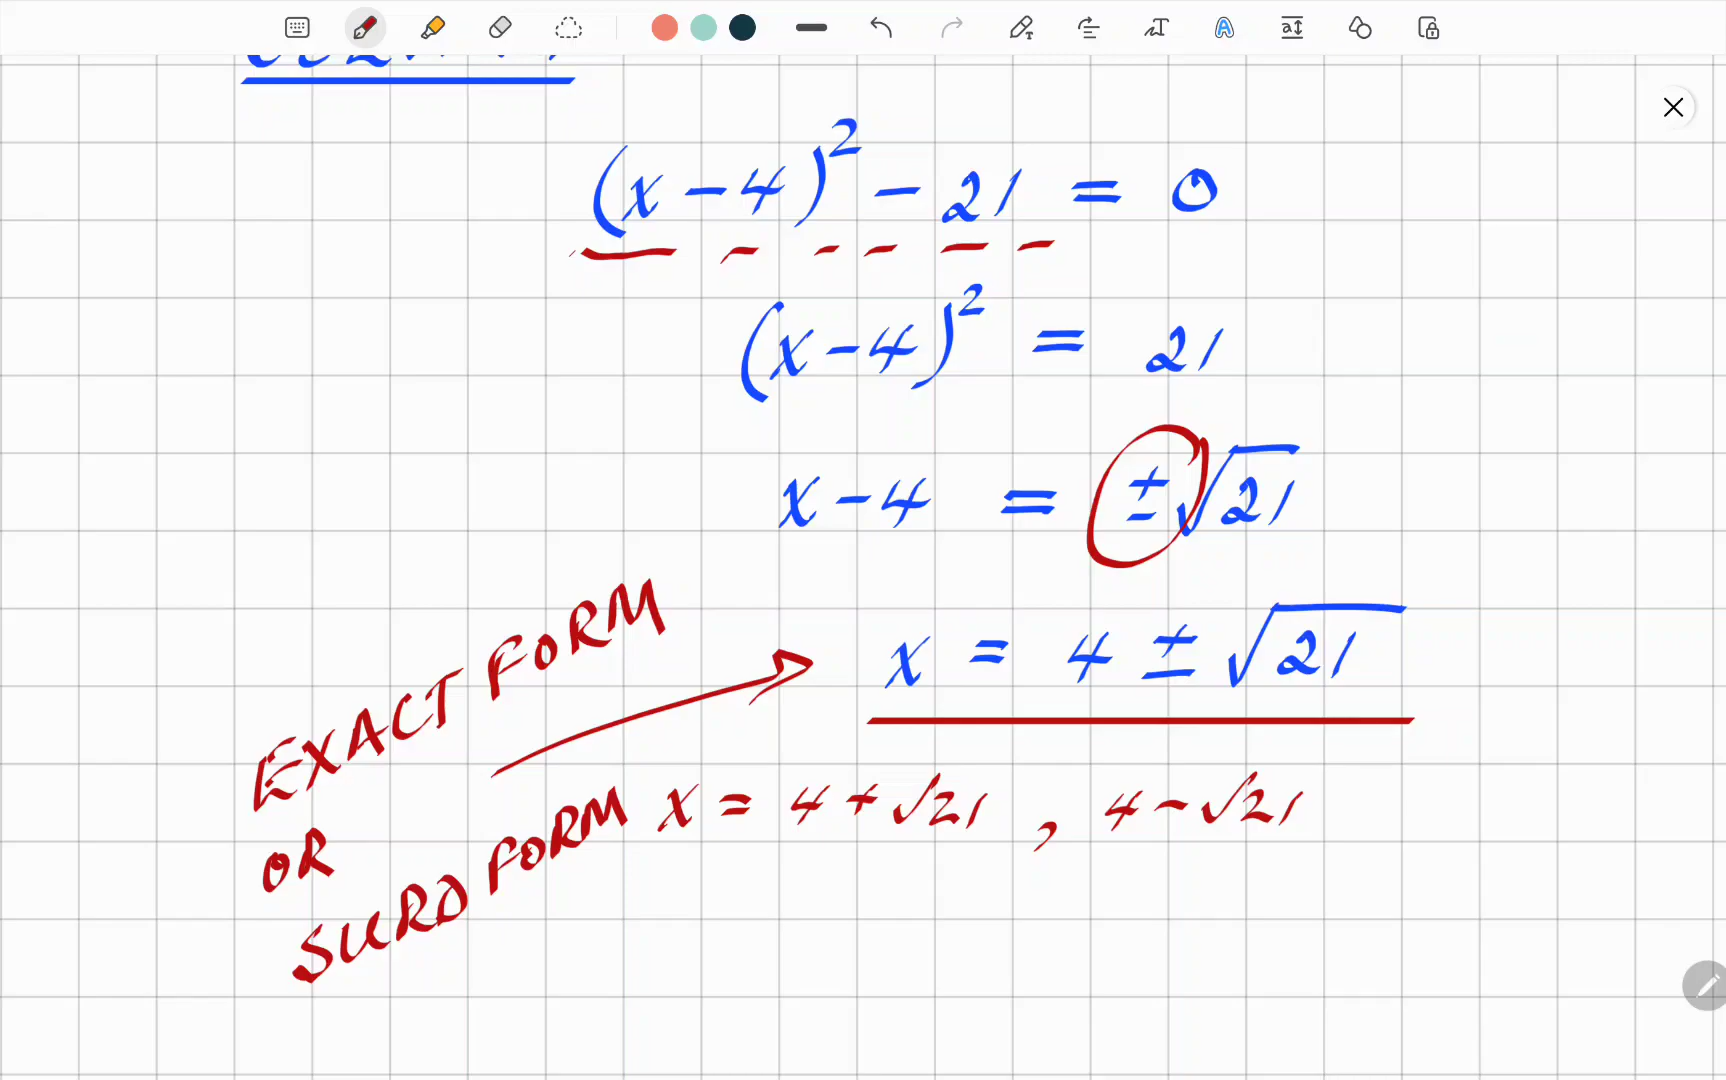 (x-4)² - 21 = 0
(x-4)² = 21
x-4 = ±√21
x = 4 ± √21
EXACT FORM
OR
SURD FORM
x = 4+√21 , 4-√21